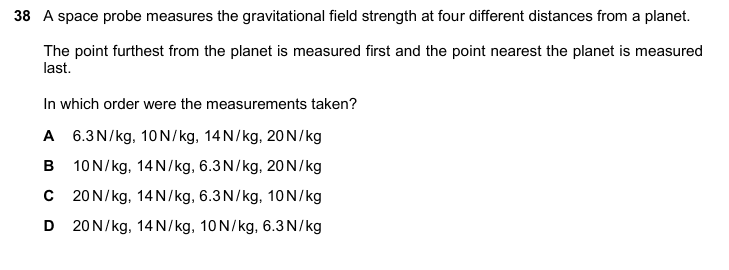 38 A space probe measures the gravitational field strength at four different distances from a planet.
The point furthest from the planet is measured first and the point nearest the planet is measured
last.
In which order were the measurements taken?
A 6.3 N/kg, 10 N/kg, 14 N/kg, 20 N/kg
B 10 N/kg, 14 N/kg, 6.3 N/kg, 20 N/kg
C 20 N/kg, 14 N/kg, 6.3 N/kg, 10 N/kg
D 20 N/kg, 14 N/kg, 10 N/kg, 6.3 N/kg